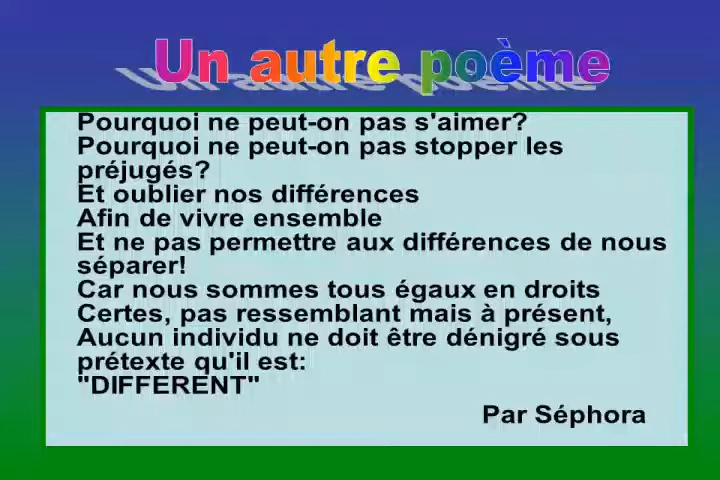 Un autre poème
Pourquoi ne peut-on pas s'aimer?
Pourquoi ne peut-on pas stopper les
préjugés?
Et oublier nos différences
Afin de vivre ensemble
Et ne pas permettre aux différences de nous
séparer!
Car nous sommes tous égaux en droits
Certes, pas ressemblant mais à présent,
Aucun individu ne doit être dénigré sous
prétexte qu'il est:
"DIFFERENT"
Par Séphora